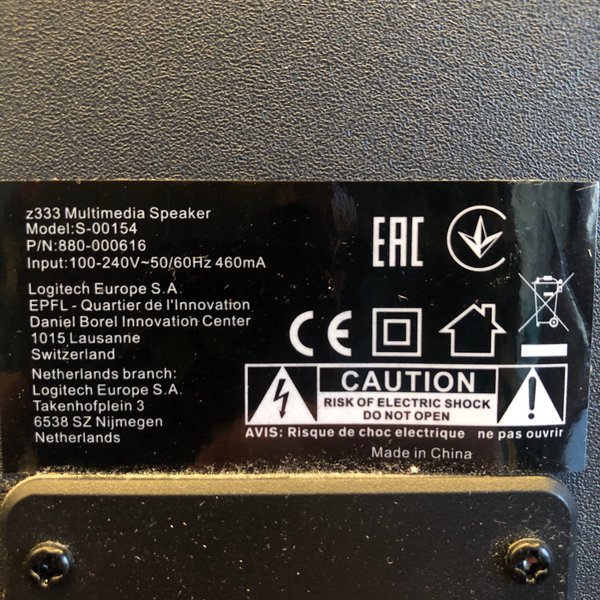 z333 Multimedia Speaker
Model:S-00154
P/N:880-000616
Input:100-240V~50/60Hz 460mA
Logitech Europe S.A.
EPFL - Quartier de l'Innovation
Daniel Borel Innovation Center
1015 Lausanne
Switzerland
Netherlands branch:
Logitech Europe S.A.
Takenhofplein 3
6538 SZ Nijmegen
Netherlands
EAC
CE
CAUTION
RISK OF ELECTRIC SHOCK
DO NOT OPEN
AVIS: Risque de choc electrique ne pas ouvrir
Made in China